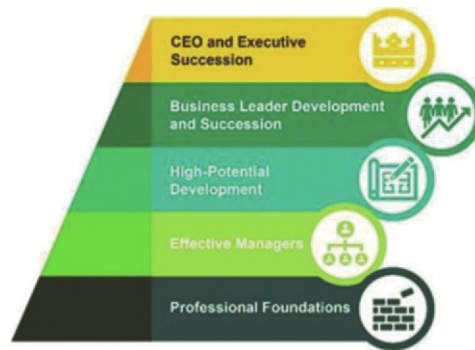 CEO and Executive
Succession
Business Leader Development
and Succession
High-Potential
Development
Effective Managers
Professional Foundations